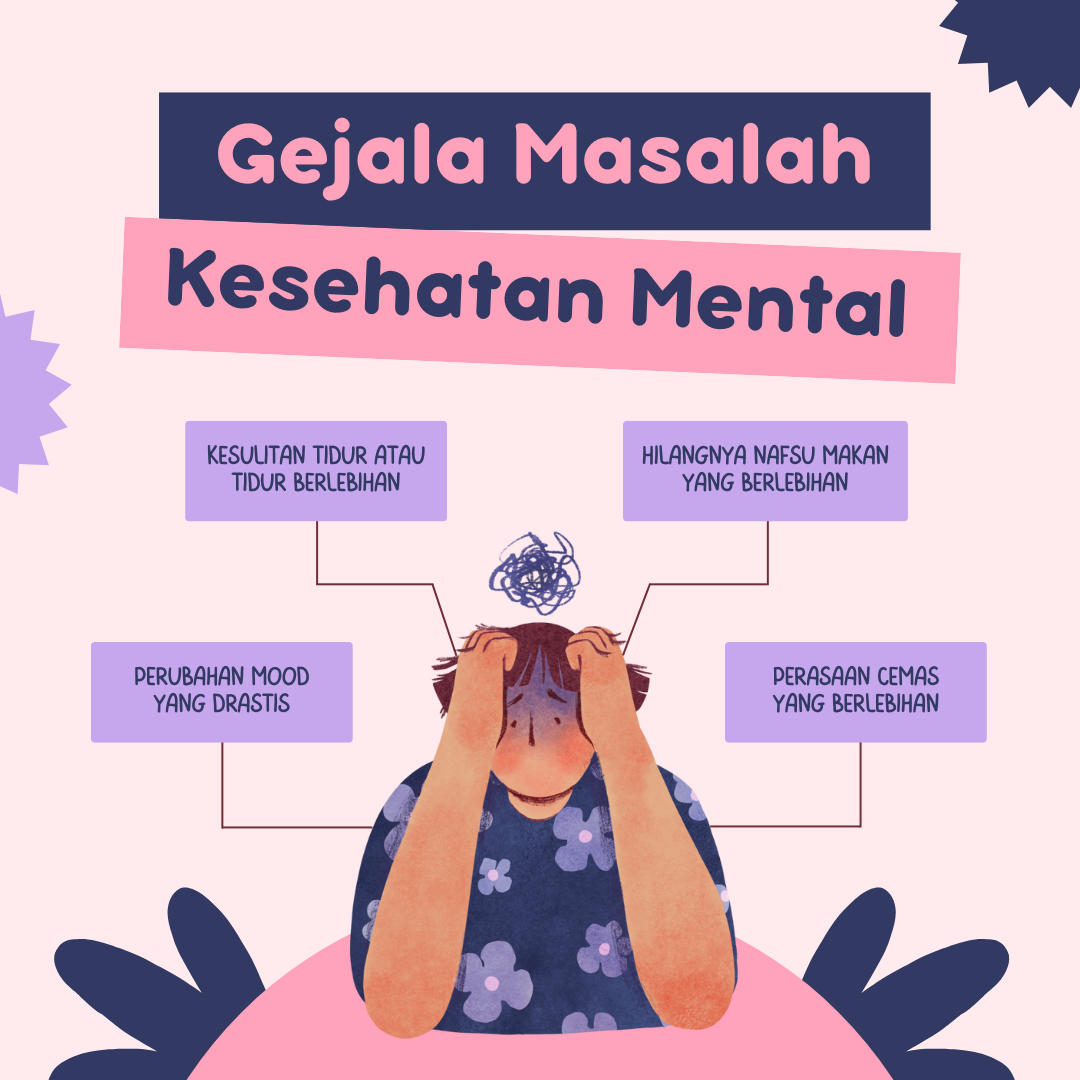 Gejala Masalah
Kesehatan Mental
KESULITAN TIDUR ATAU
TIDUR BERLEBIHAN
HILANGNYA NAFSU MAKAN
YANG BERLEBIHAN
PERUBAHAN MOOD
YANG DRASTIS
PERASAAN CEMAS
YANG BERLEBIHAN